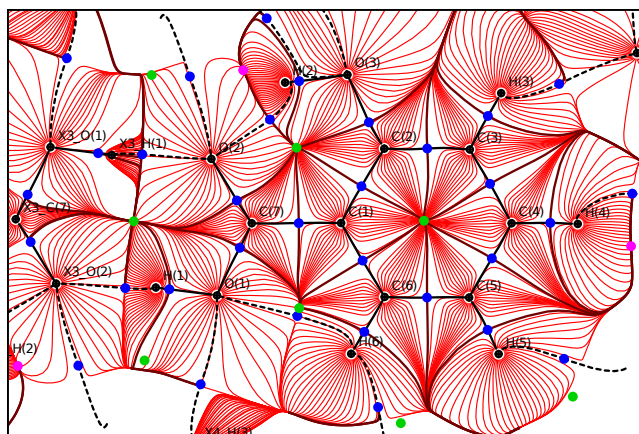 O(3)
H(2)
H(3)
X3_O(1)
X3_H(1)
O(2)
C(2)
C(3)
X3_C(7)
C(7)
C(1)
C(4)
H(4)
X3_O(2)
H(1)
O(1)
C(6)
C(5)
H(2)
H(6)
H(5)
X4_H(3)